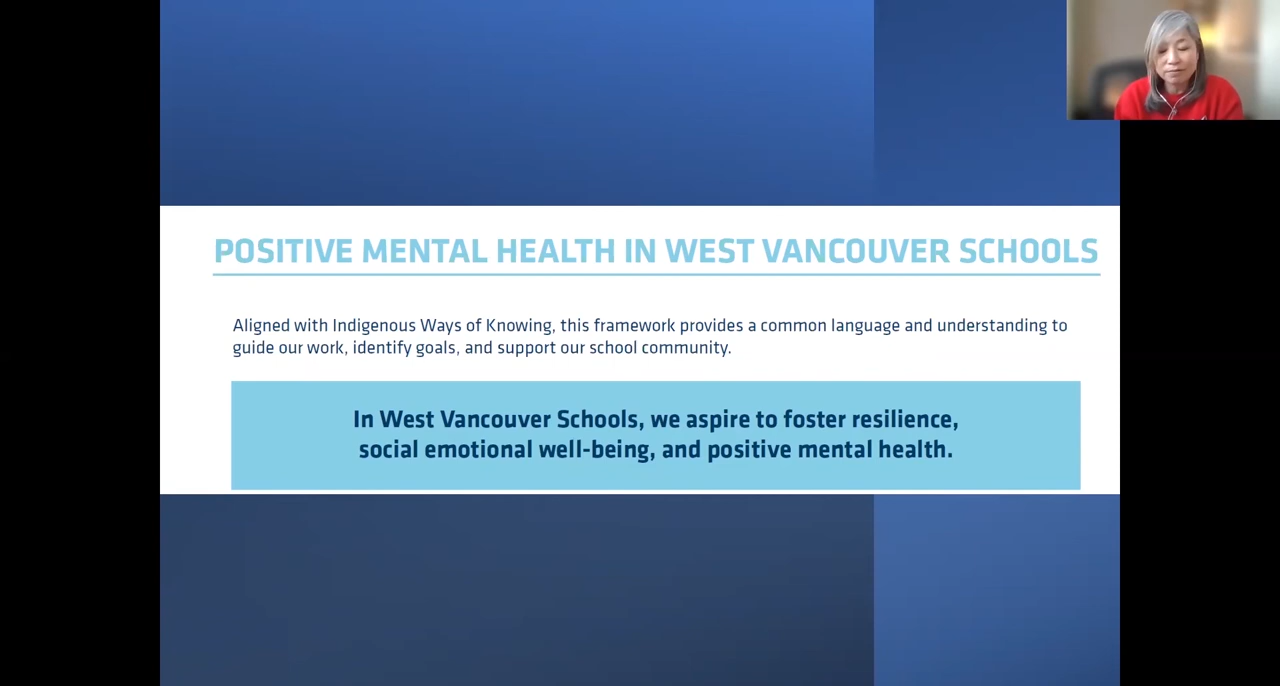 POSITIVE MENTAL HEALTH IN WEST VANCOUVER SCHOOLS
Aligned with Indigenous Ways of Knowing, this framework provides a common language and understanding to
guide our work, identify goals, and support our school community.
In West Vancouver Schools, we aspire to foster resilience,
social emotional well-being, and positive mental health.